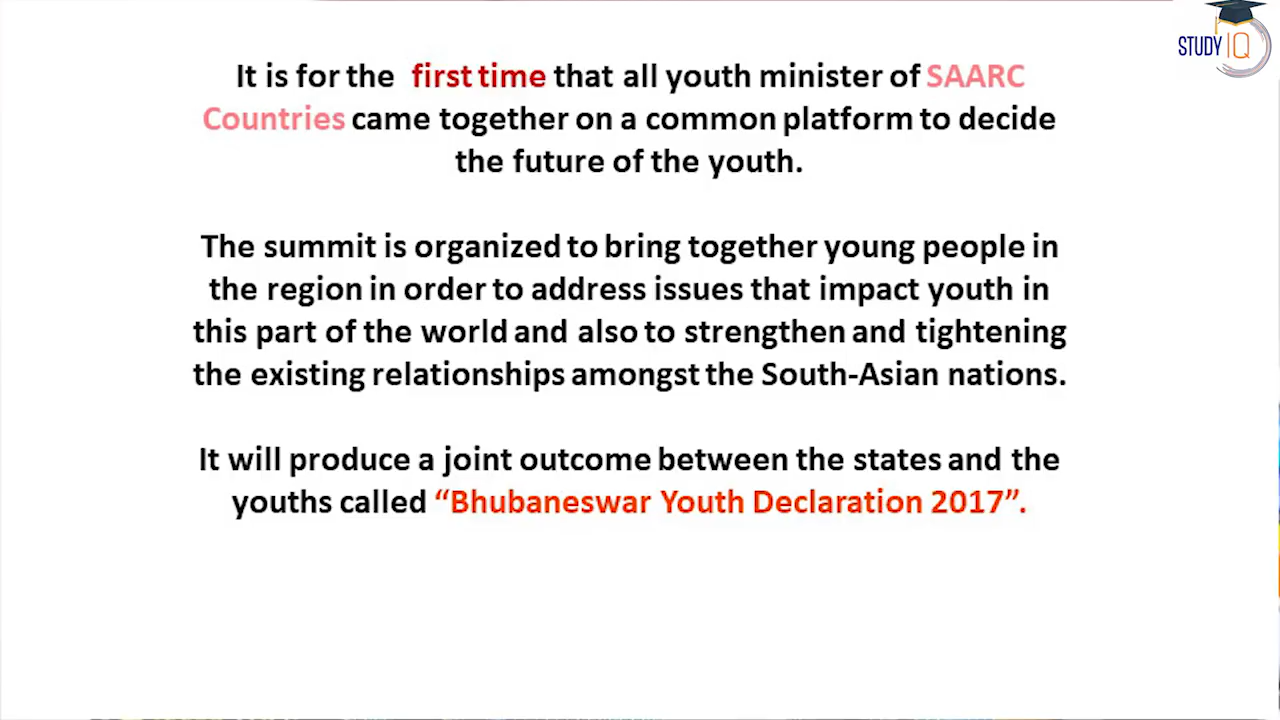 STUDY IQ
It is for the first time that all youth minister of SAARC
Countries came together on a common platform to decide
the future of the youth.
The summit is organized to bring together young people in
the region in order to address issues that impact youth in
this part of the world and also to strengthen and tightening
the existing relationships amongst the South-Asian nations.
It will produce a joint outcome between the states and the
youths called “Bhubaneswar Youth Declaration 2017”.